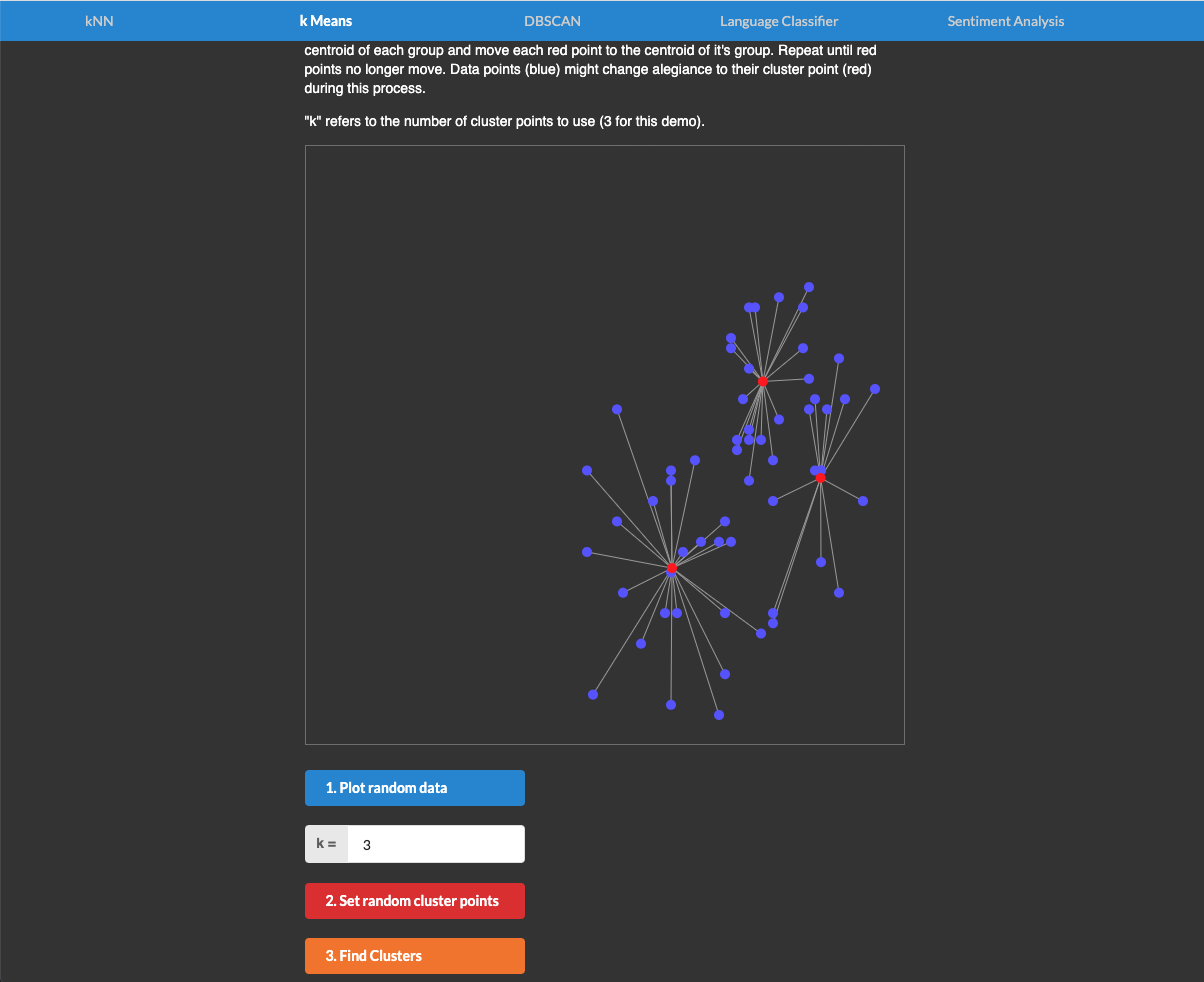 kNN
k Means
DBSCAN
Language Classifier
Sentiment Analysis
centroid of each group and move each red point to the centroid of it's group. Repeat until red
points no longer move. Data points (blue) might change alegiance to their cluster point (red)
during this process.
"k" refers to the number of cluster points to use (3 for this demo).
1. Plot random data
k =
3
2. Set random cluster points
3. Find Clusters